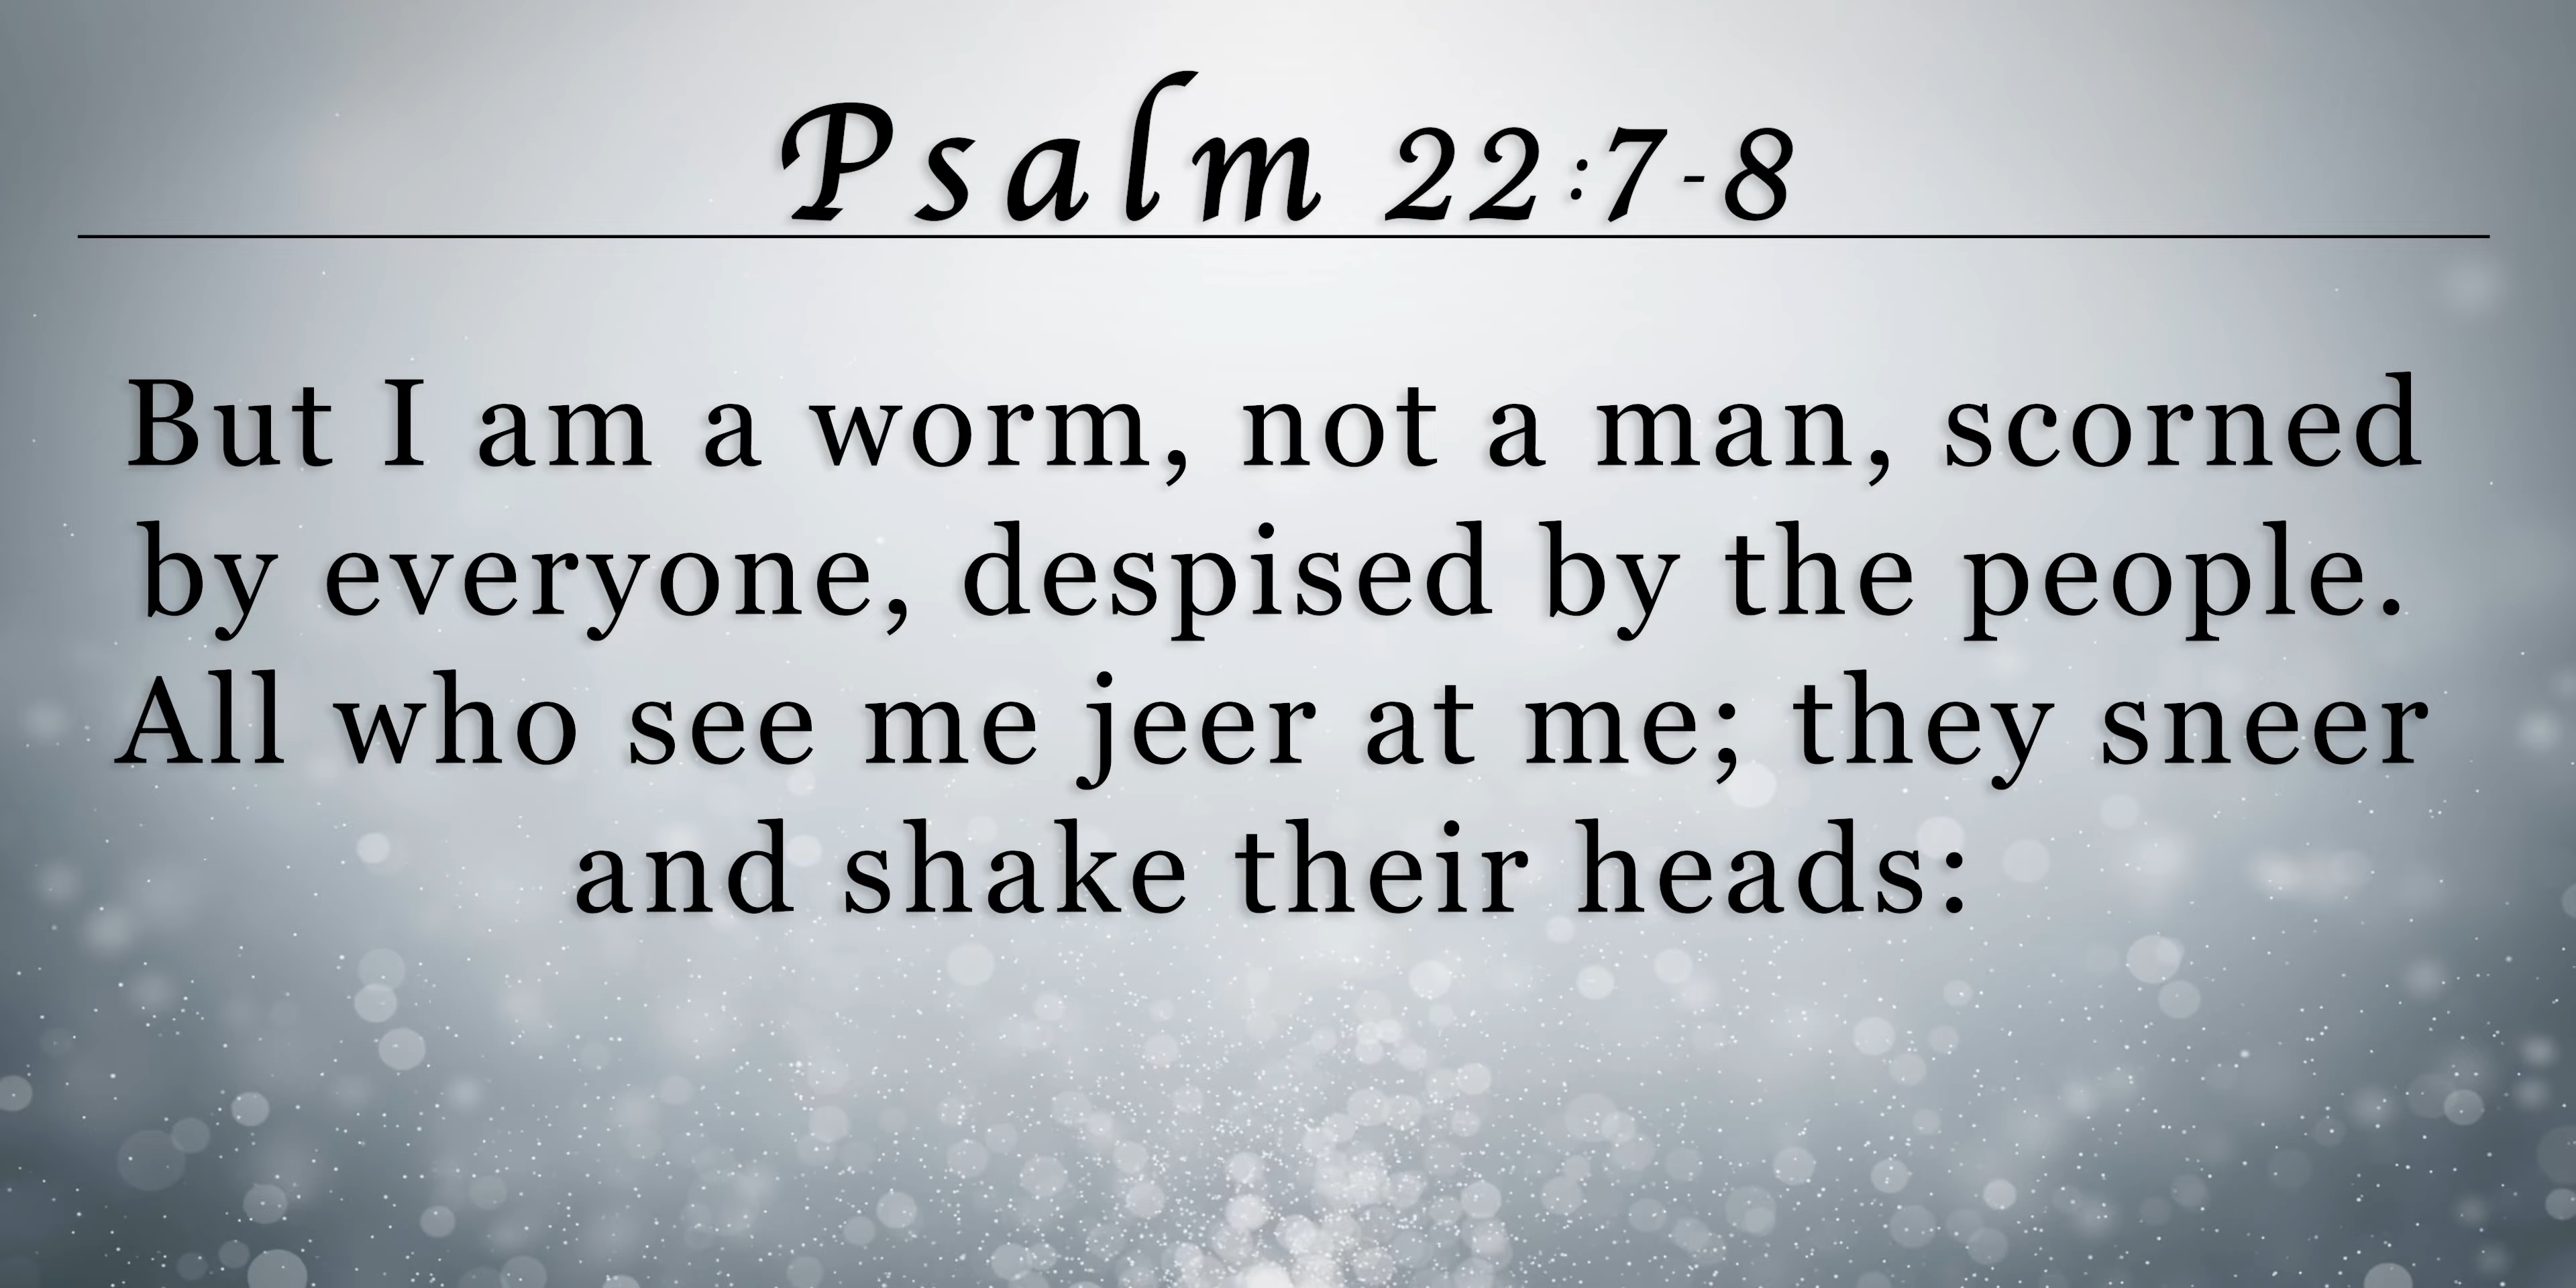 Psalm 22:7-8
But I am a worm, not a man, scorned
by everyone, despised by the people.
All who see me jeer at me; they sneer
and shake their heads: